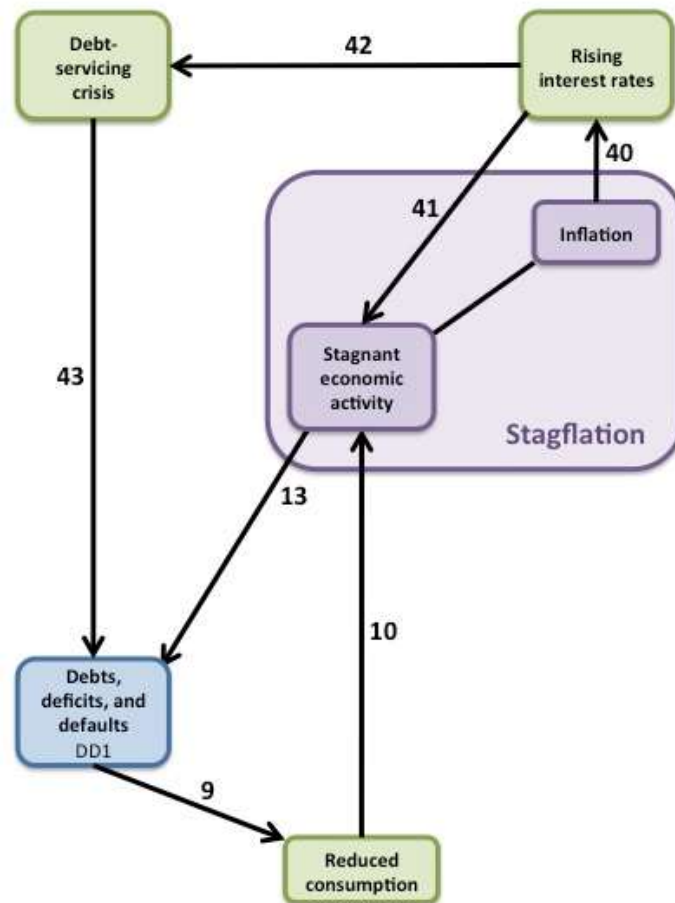 Debt-
servicing
crisis
42
Rising
interest rates
40
41
Inflation
Stagnant
economic
activity
43
Stagflation
13
10
Debts,
deficits, and
defaults
DD1
9
Reduced
consumption